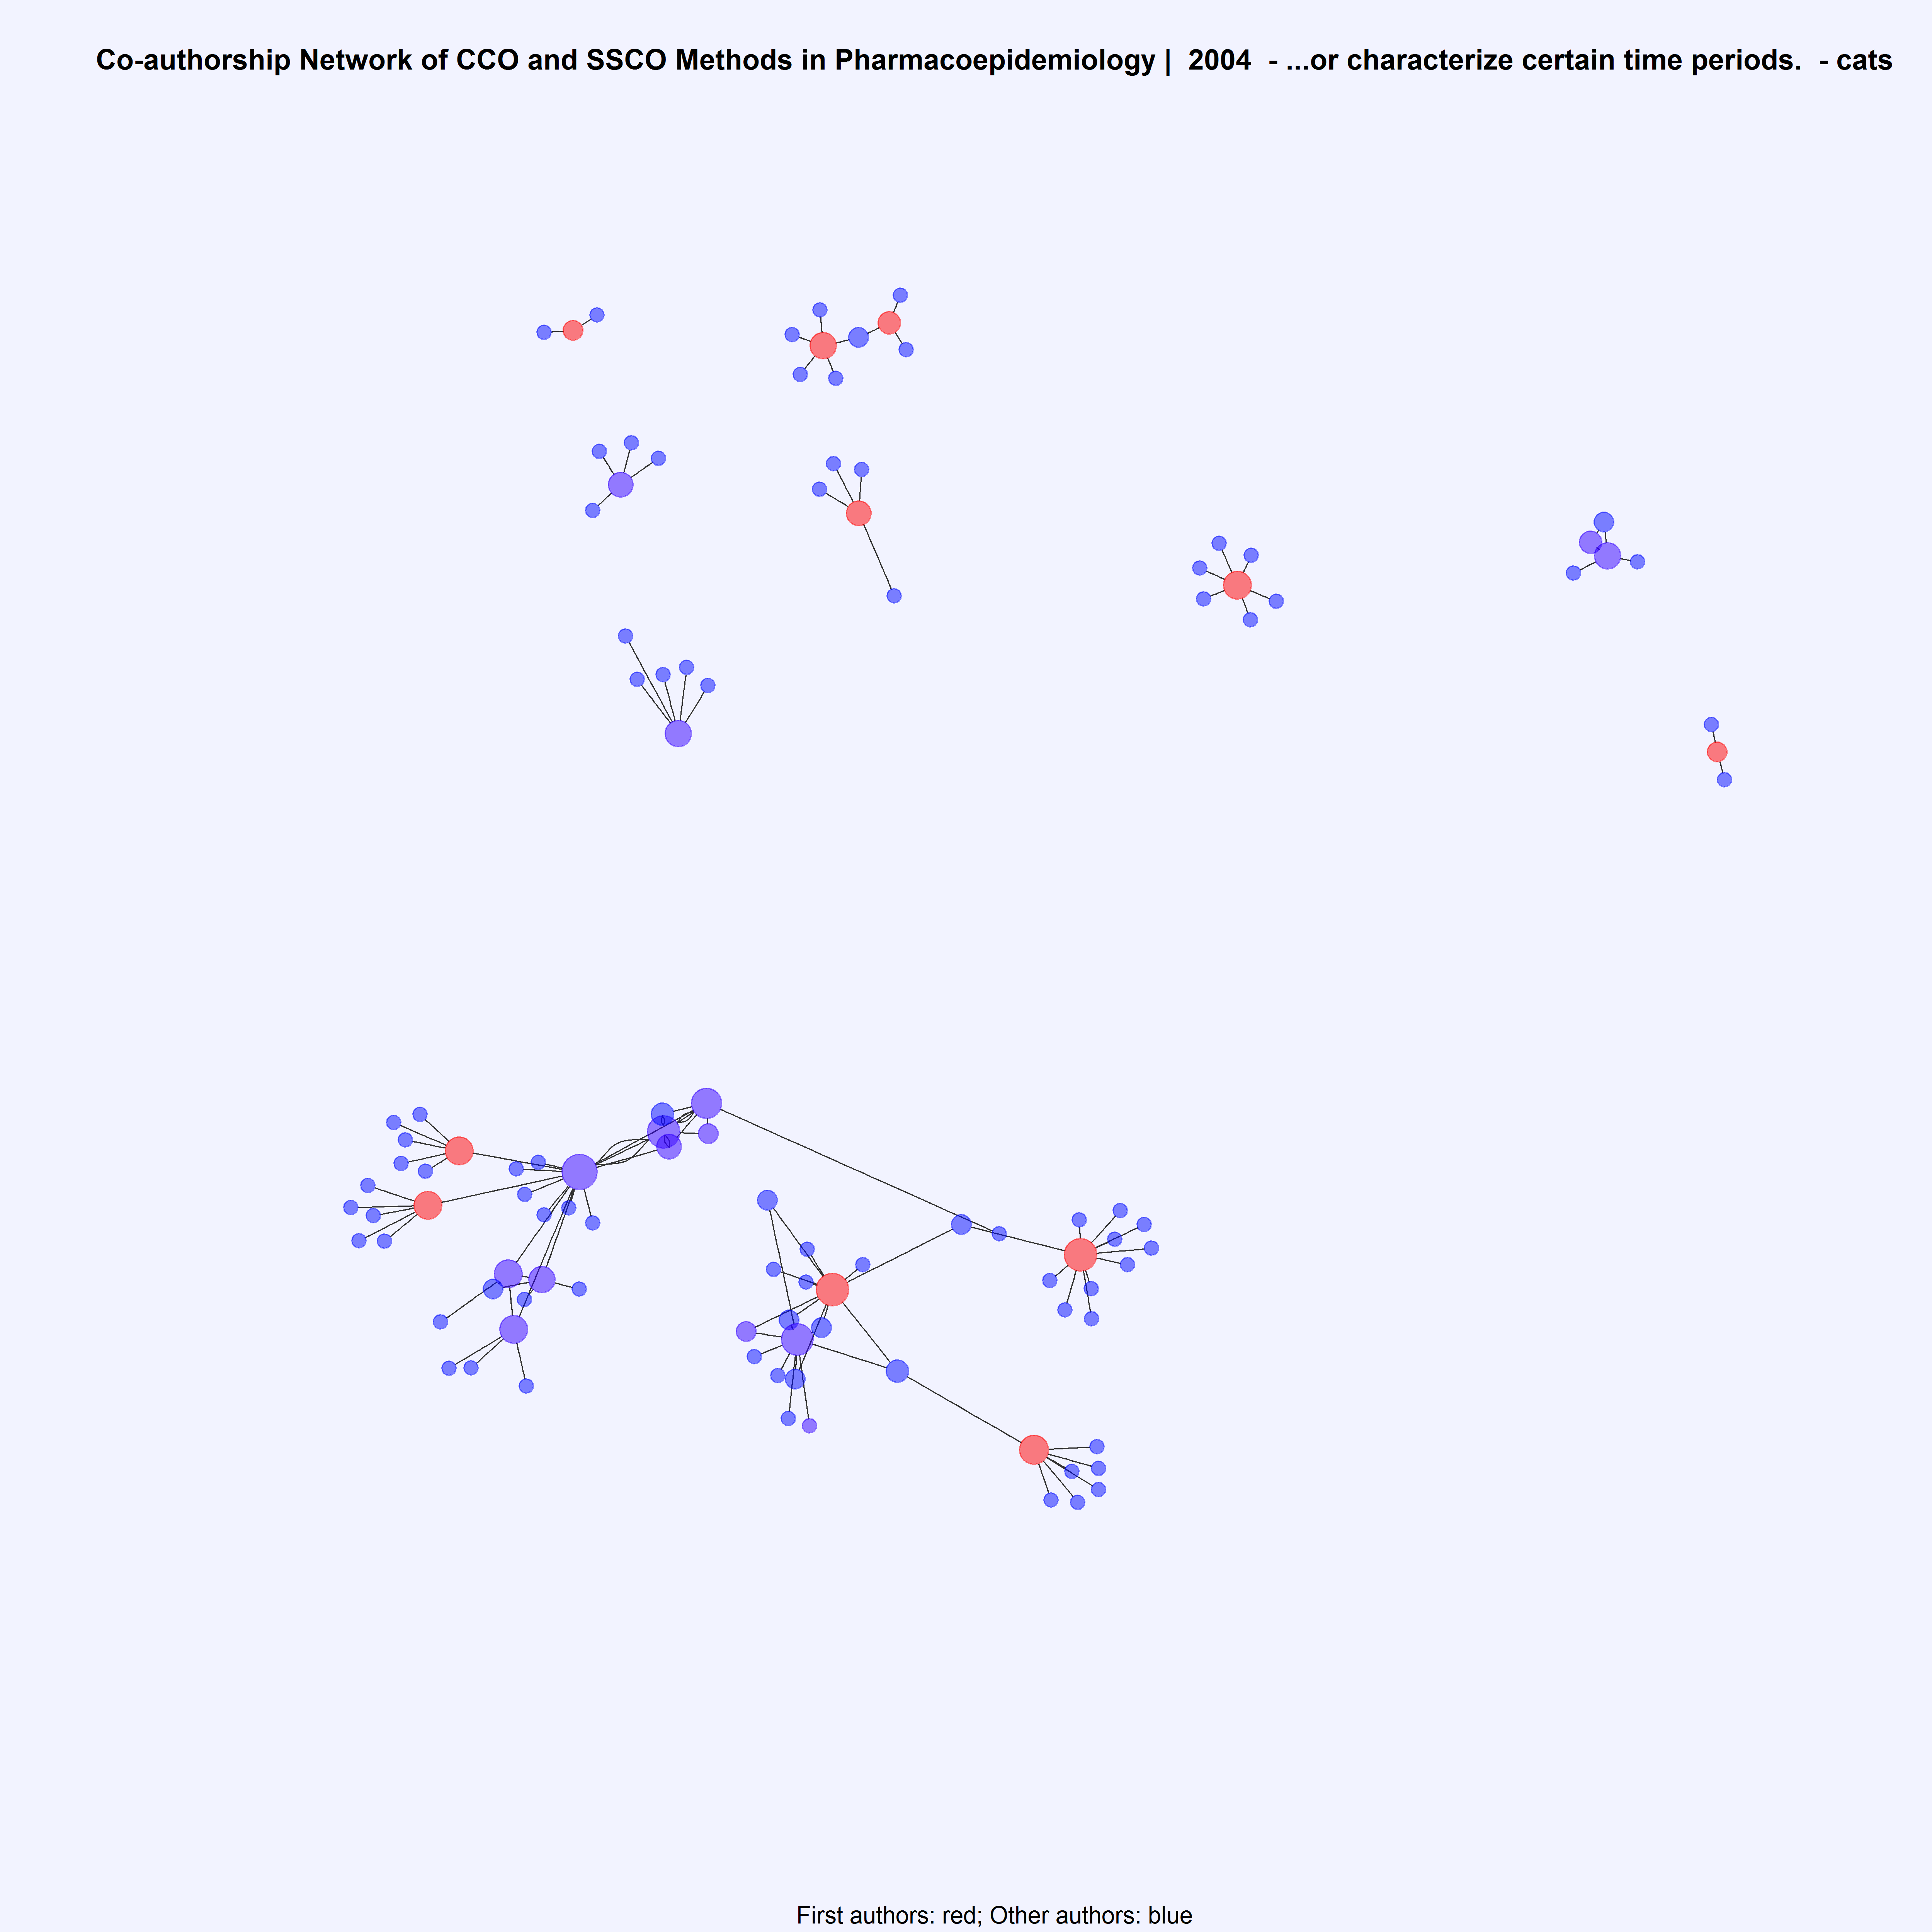 Co-authorship Network of CCO and SSCO Methods in Pharmacoepidemiology |  2004  - ...or characterize certain time periods.  - cats
First authors: red; Other authors: blue